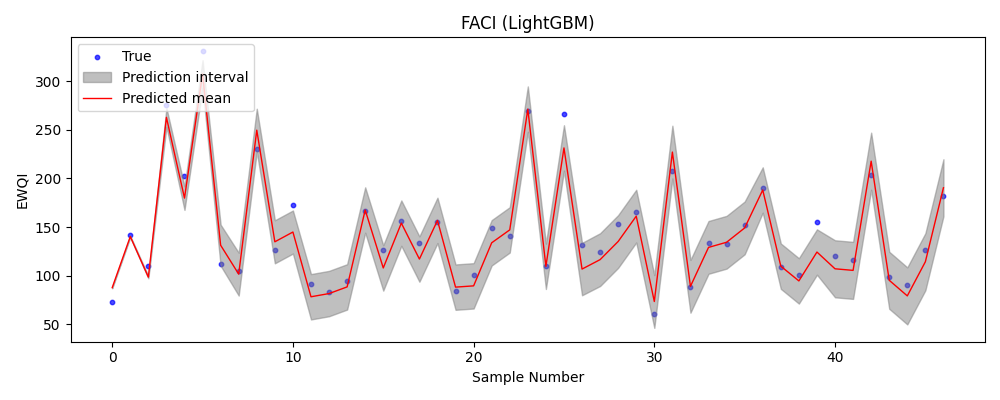 FACI (LightGBM)
True
Prediction interval
Predicted mean
EWQI
300
250
200
150
100
50
0
10
20
30
40
Sample Number